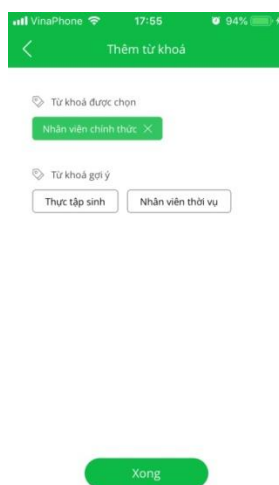 VinaPhone 17:55 94%
Thêm từ khoá
Từ khoá được chọn
Nhân viên chính thức ×
Từ khoá gợi ý
Thực tập sinh Nhân viên thời vụ
Xong